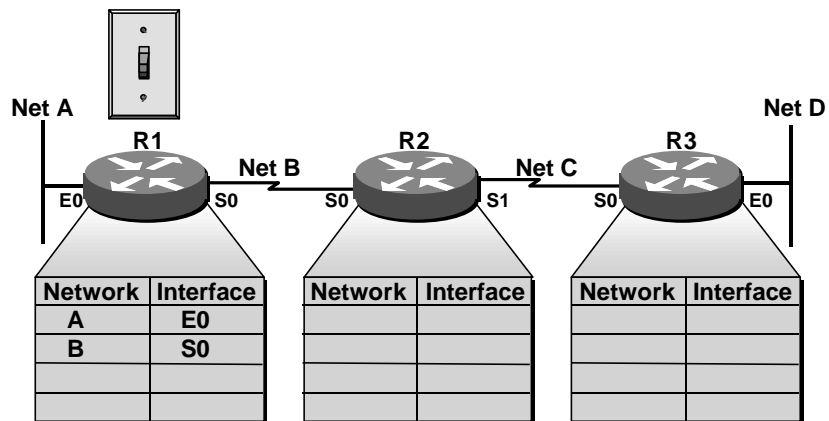 Net A
Net D
R1
R2
R3
Net B
Net C
E0
S0
S0
S1
S0
E0
Network Interface
A E0
B S0
Network Interface
Network Interface